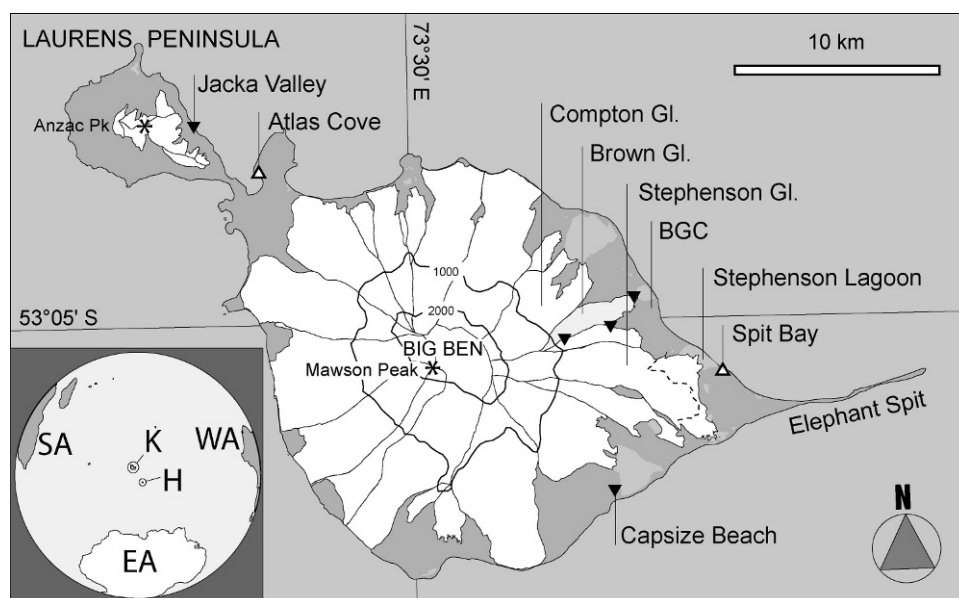 LAURENS PENINSULA
Jacka Valley
Anzac Pk
Atlas Cove
73°30' E
10 km
Compton Gl.
Brown Gl.
Stephenson Gl.
BGC
Stephenson Lagoon
Spit Bay
1000
2000
53°05' S
BIG BEN
Mawson Peak
Elephant Spit
Capsize Beach
N
SA
K
WA
H
EA